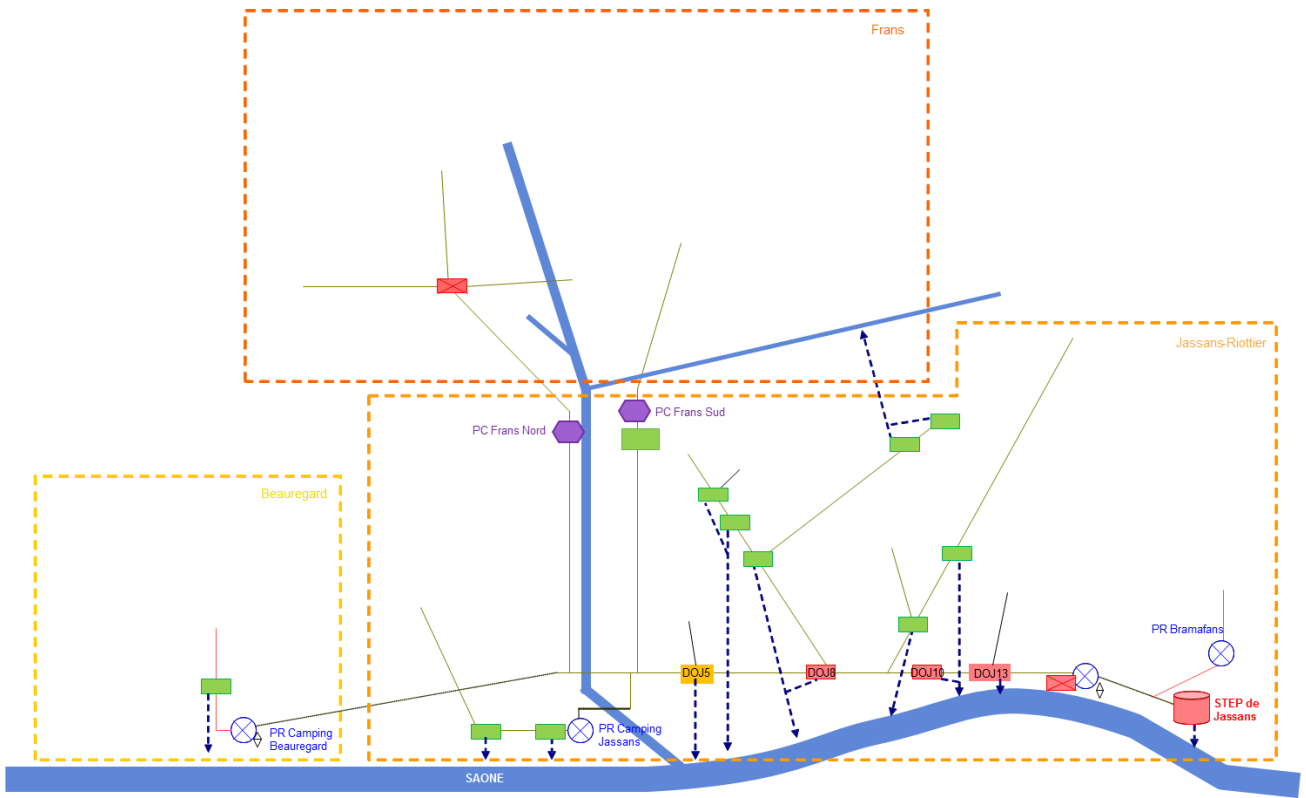 Frans
Jassans-Riottier
PC Frans Sud
PC Frans Nord
Beauregard
PR Bramafans
DOJ5
DOJ8
DOJ10
DOJ13
STEP de
Jassans
PR Camping
Beauregard
PR Camping
Jassans
SAONE